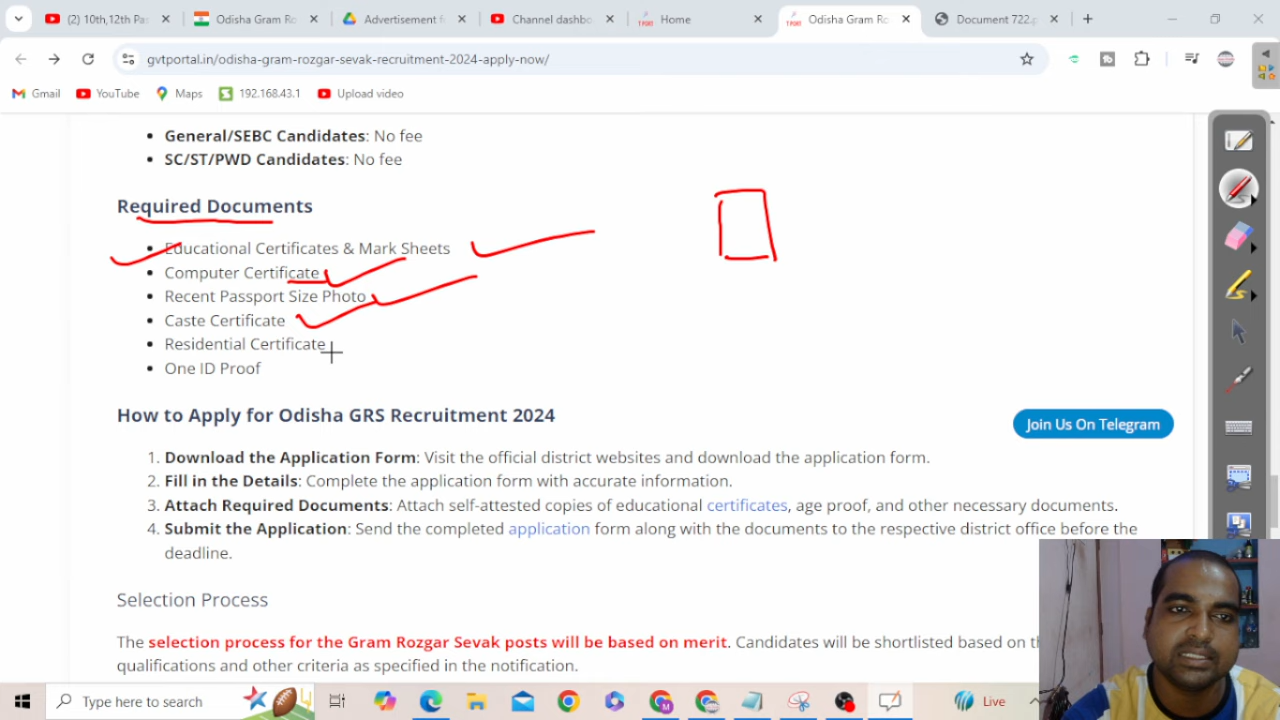 (2) 10th,12th Pa
Odisha Gram Ro
Advertisement f
Channel dashbo
Home
Odisha Gram Ro
Document 722.p
gvtportal.in/odisha-gram-rozgar-sevak-recruitment-2024-apply-now/
Gmail
YouTube
Maps
192.168.43.1
Upload video
General/SEBC Candidates: No fee
SC/ST/PWD Candidates: No fee
Required Documents
Educational Certificates & Mark Sheets
Computer Certificate
Recent Passport Size Photo
Caste Certificate
Residential Certificate
One ID Proof
How to Apply for Odisha GRS Recruitment 2024
Join Us On Telegram
1. Download the Application Form: Visit the official district websites and download the application form.
2. Fill in the Details: Complete the application form with accurate information.
3. Attach Required Documents: Attach self-attested copies of educational certificates, age proof, and other necessary documents.
4. Submit the Application: Send the completed application form along with the documents to the respective district office before the
deadline.
Selection Process
The selection process for the Gram Rozgar Sevak posts will be based on merit. Candidates will be shortlisted based on
qualifications and other criteria as specified in the notification.
Type here to search
Live